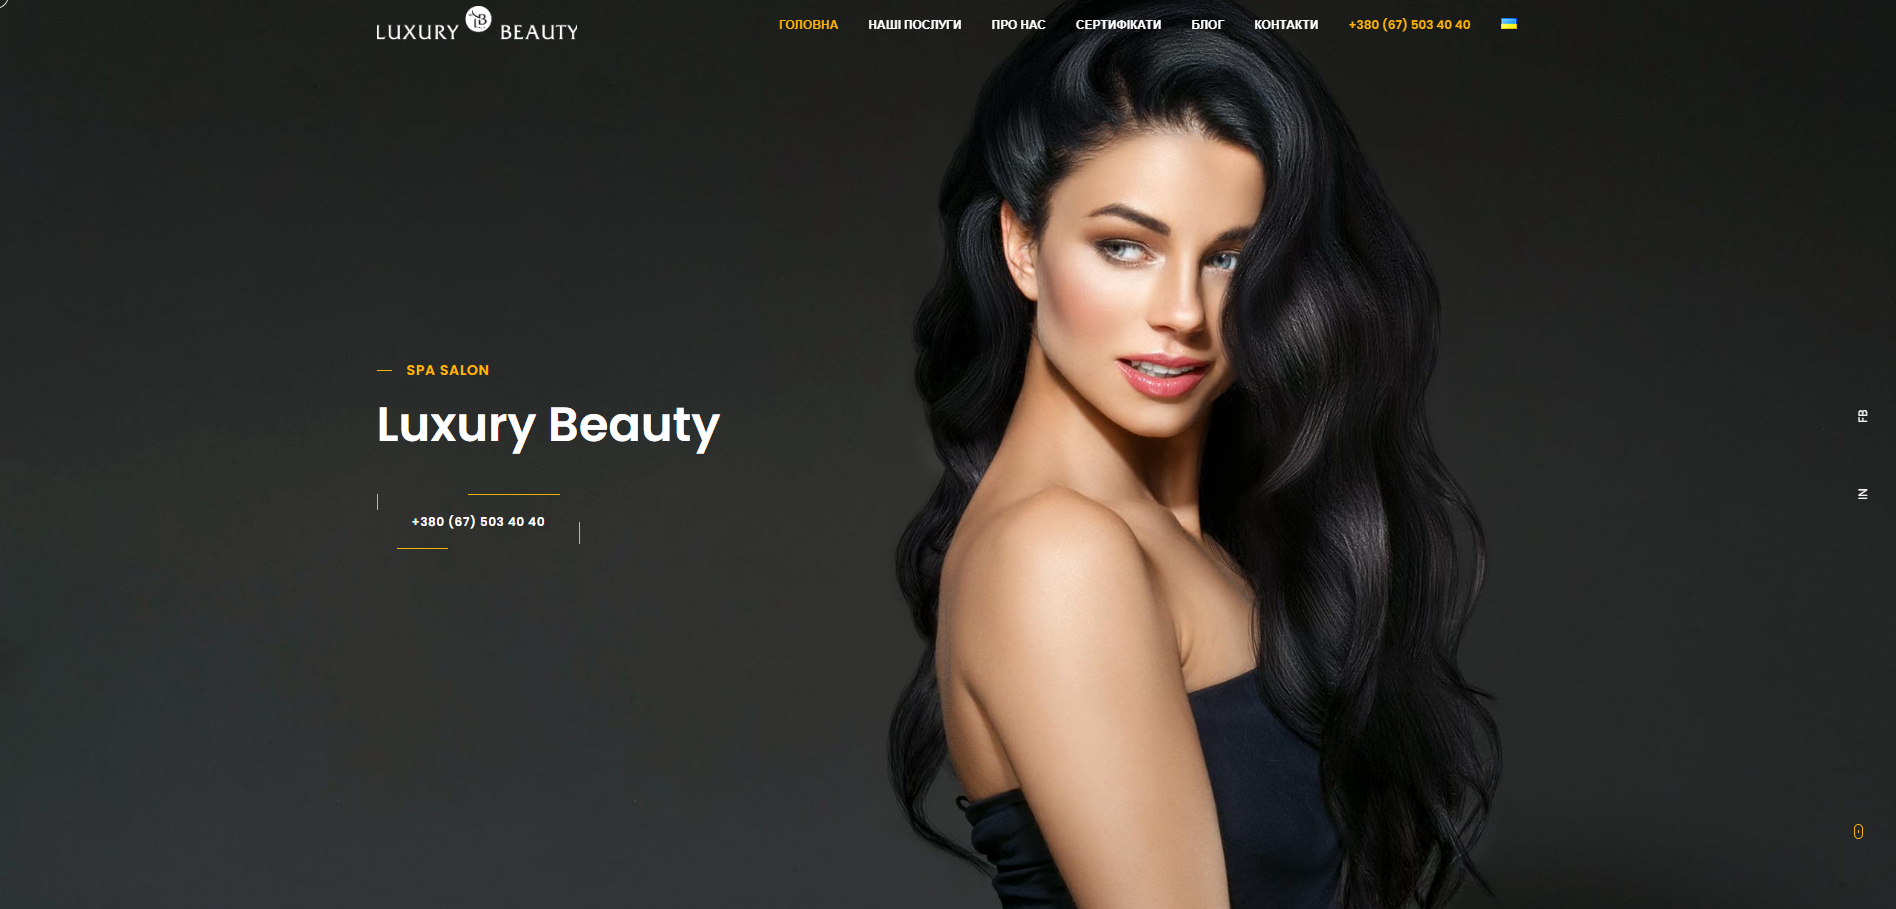 LUXURY LB BEAUTY
ГОЛОВНА
НАШІ ПОСЛУГИ
ПРО НАС
СЕРТИФІКАТИ
БЛОГ
КОНТАКТИ
+380 (67) 503 40 40
SPA SALON
Luxury Beauty
+380 (67) 503 40 40
FB
IN